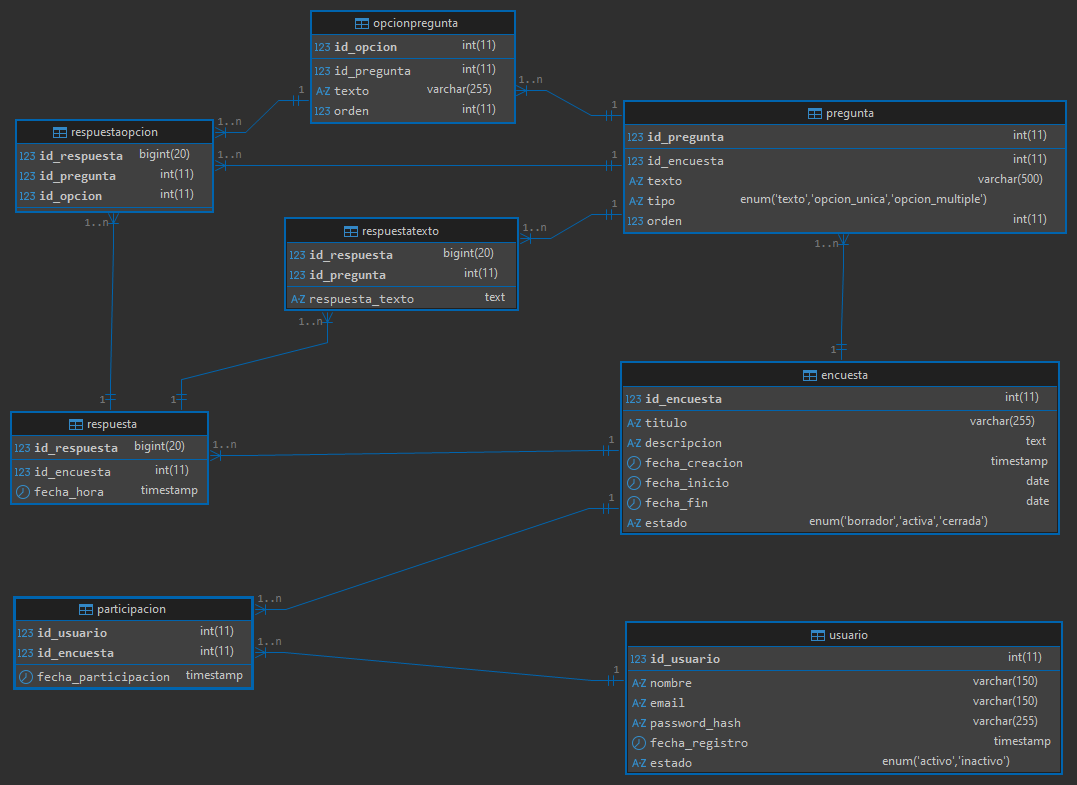 opcionpregunta
123 id_opcion int(11)
123 id_pregunta int(11)
A-Z texto varchar(255)
123 orden int(11)
1..n
1
1
1..n
pregunta
123 id_pregunta int(11)
123 id_encuesta int(11)
A-Z texto varchar(500)
A-Z tipo enum('texto','opcion_unica','opcion_multiple')
123 orden int(11)
respuestaopcion
123 id_respuesta bigint(20)
123 id_pregunta int(11)
123 id_opcion int(11)
1..n
1
1..n
1
1..n
respuestatexto
123 id_respuesta bigint(20)
123 id_pregunta int(11)
A-Z respuesta_texto text
1..n
1..n
1
1
1
encuesta
123 id_encuesta int(11)
A-Z titulo varchar(255)
A-Z descripcion text
fecha_creacion timestamp
fecha_inicio date
fecha_fin date
A-Z estado enum('borrador','activa','cerrada')
respuesta
123 id_respuesta bigint(20)
123 id_encuesta int(11)
fecha_hora timestamp
1..n
1
1
1..n
participacion
123 id_usuario int(11)
123 id_encuesta int(11)
fecha_participacion timestamp
1..n
1
usuario
123 id_usuario int(11)
A-Z nombre varchar(150)
A-Z email varchar(150)
A-Z password_hash varchar(255)
fecha_registro timestamp
A-Z estado enum('activo','inactivo')